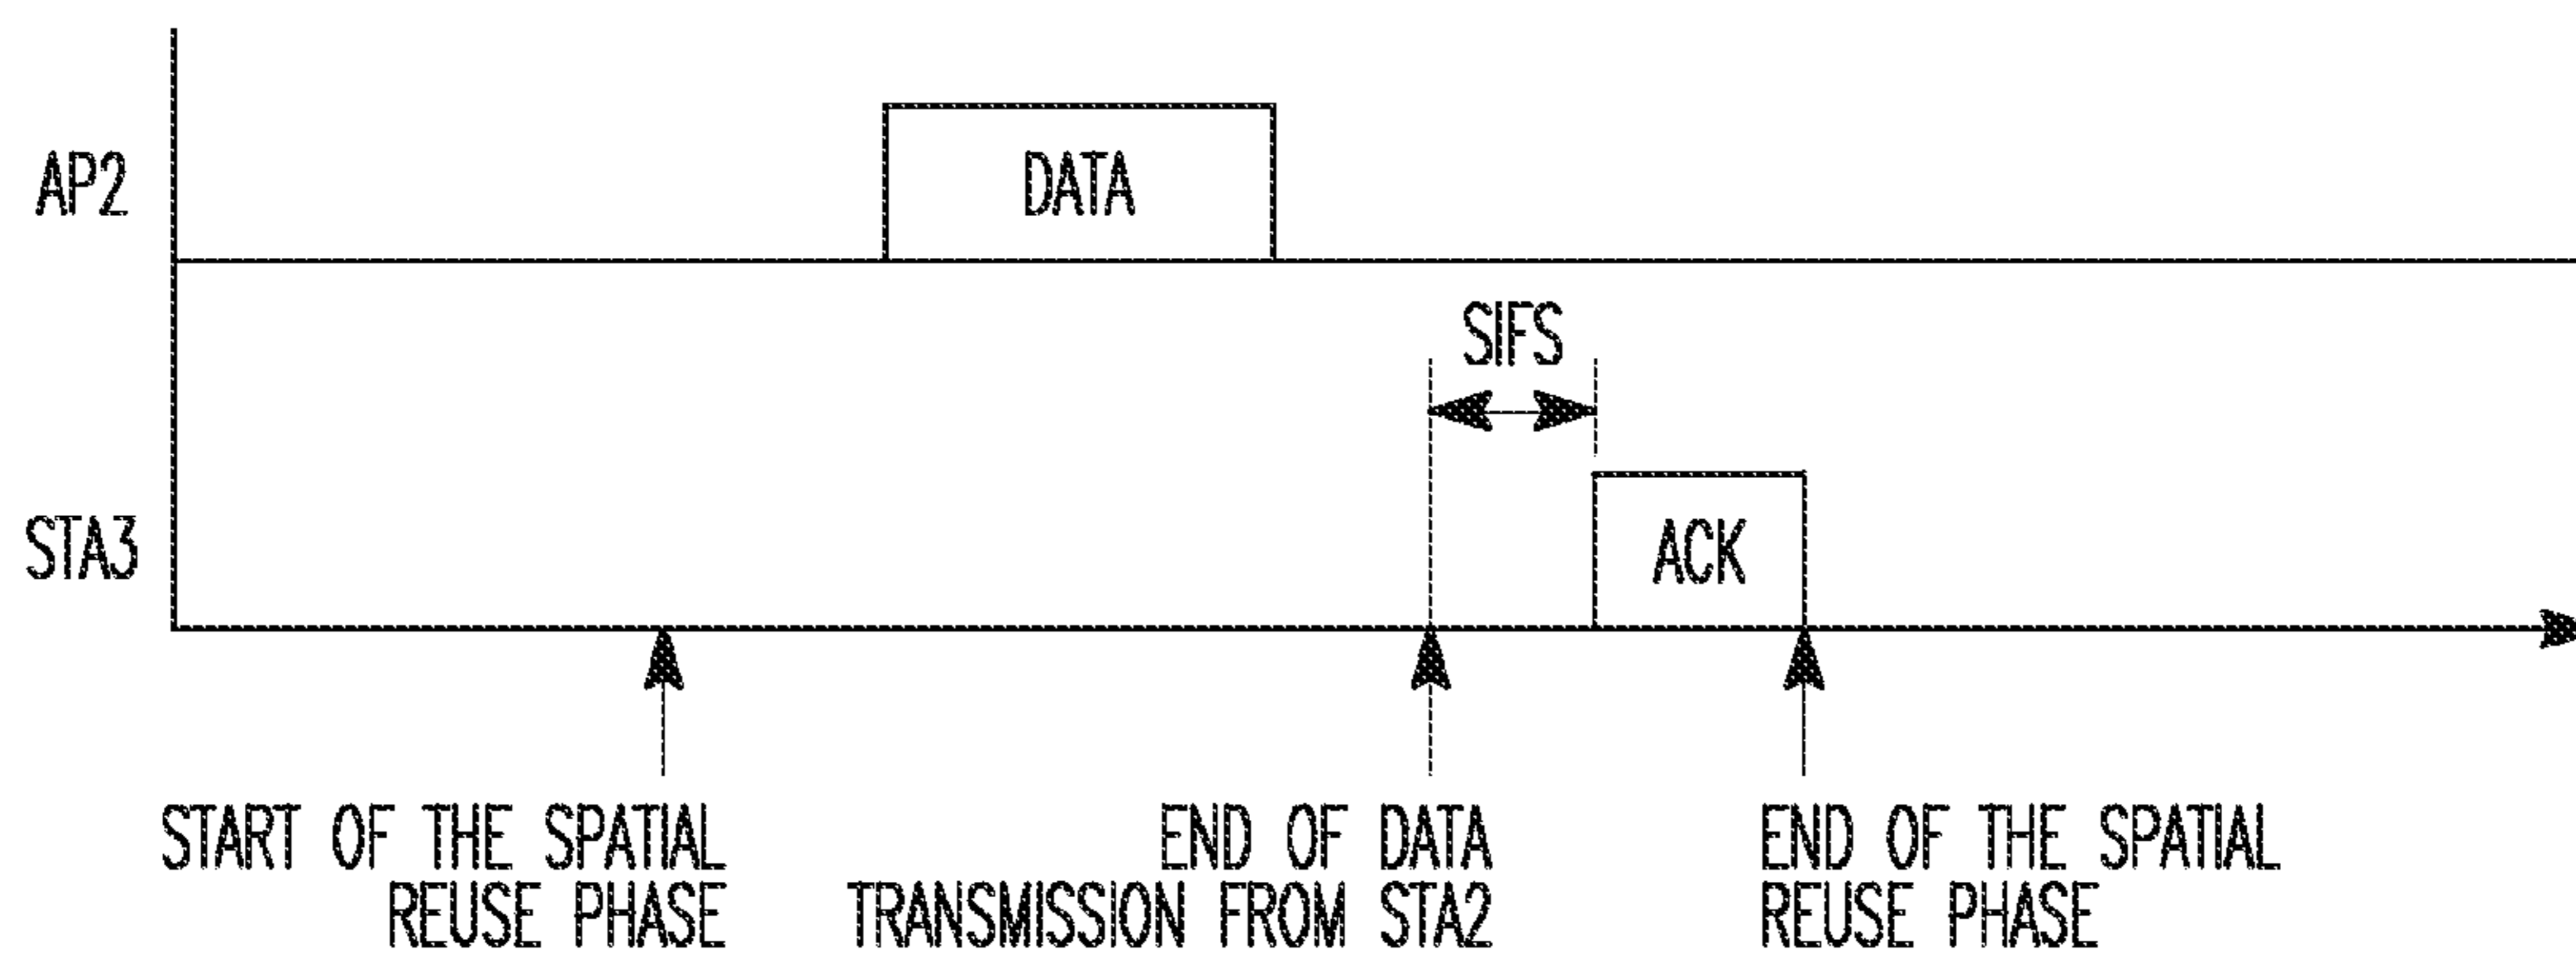 AP2
DATA
SIFS
STA3
ACK
START OF THE SPATIAL
REUSE PHASE
END OF DATA
TRANSMISSION FROM STA2
END OF THE SPATIAL
REUSE PHASE